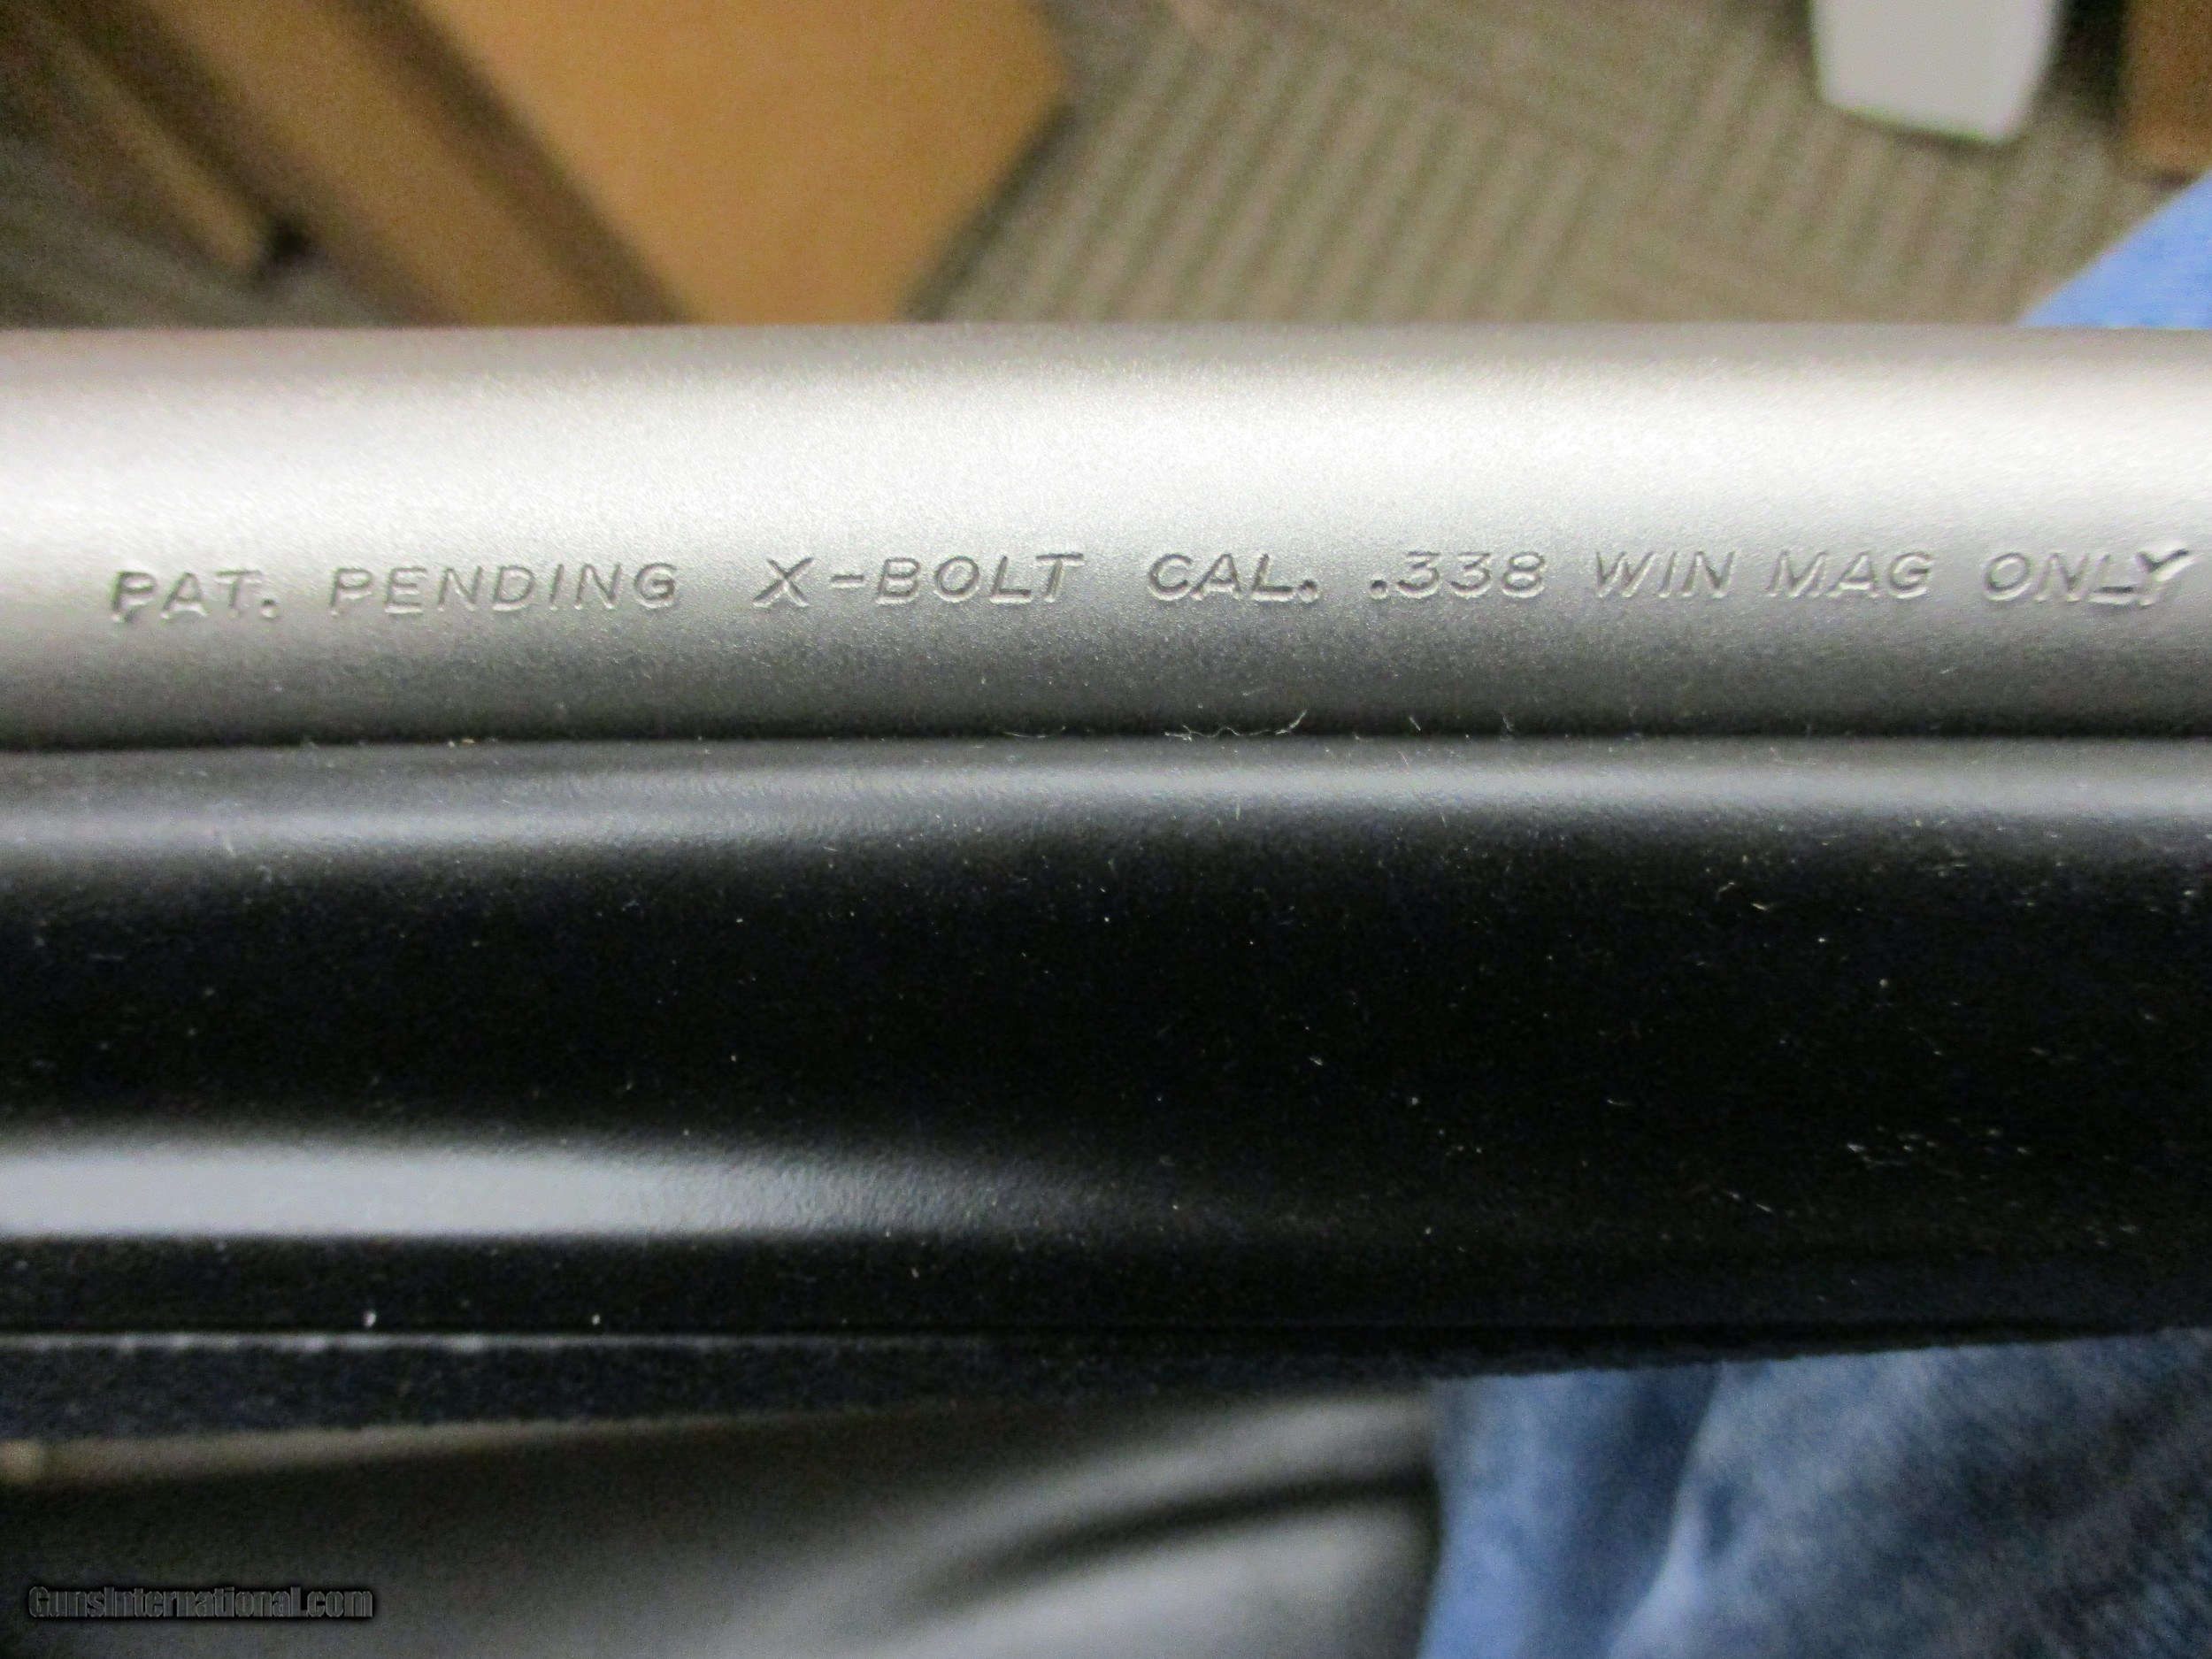 PAT. PENDING X-BOLT CAL. .338 WIN MAG ONLY
GunsInternational.com